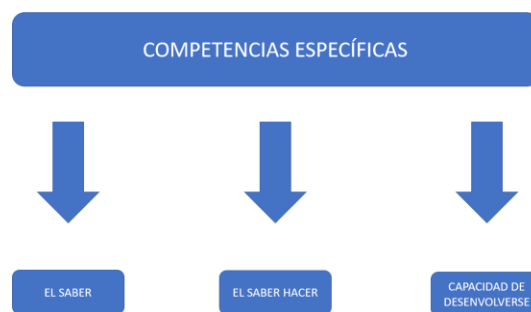 COMPETENCIAS ESPECÍFICAS
EL SABER
EL SABER HACER
CAPACIDAD DE
DESENVOLVERSE